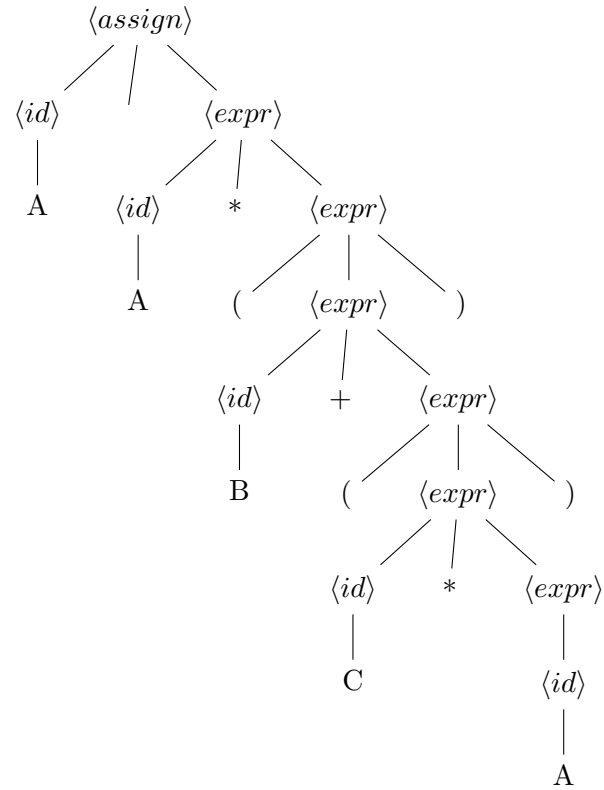 ⟨assign⟩
⟨id⟩ ⟨expr⟩
A ⟨id⟩ * ⟨expr⟩
A ( ⟨expr⟩ )
⟨id⟩ + ⟨expr⟩
B ( ⟨expr⟩ )
⟨id⟩ * ⟨expr⟩
C ⟨id⟩
A